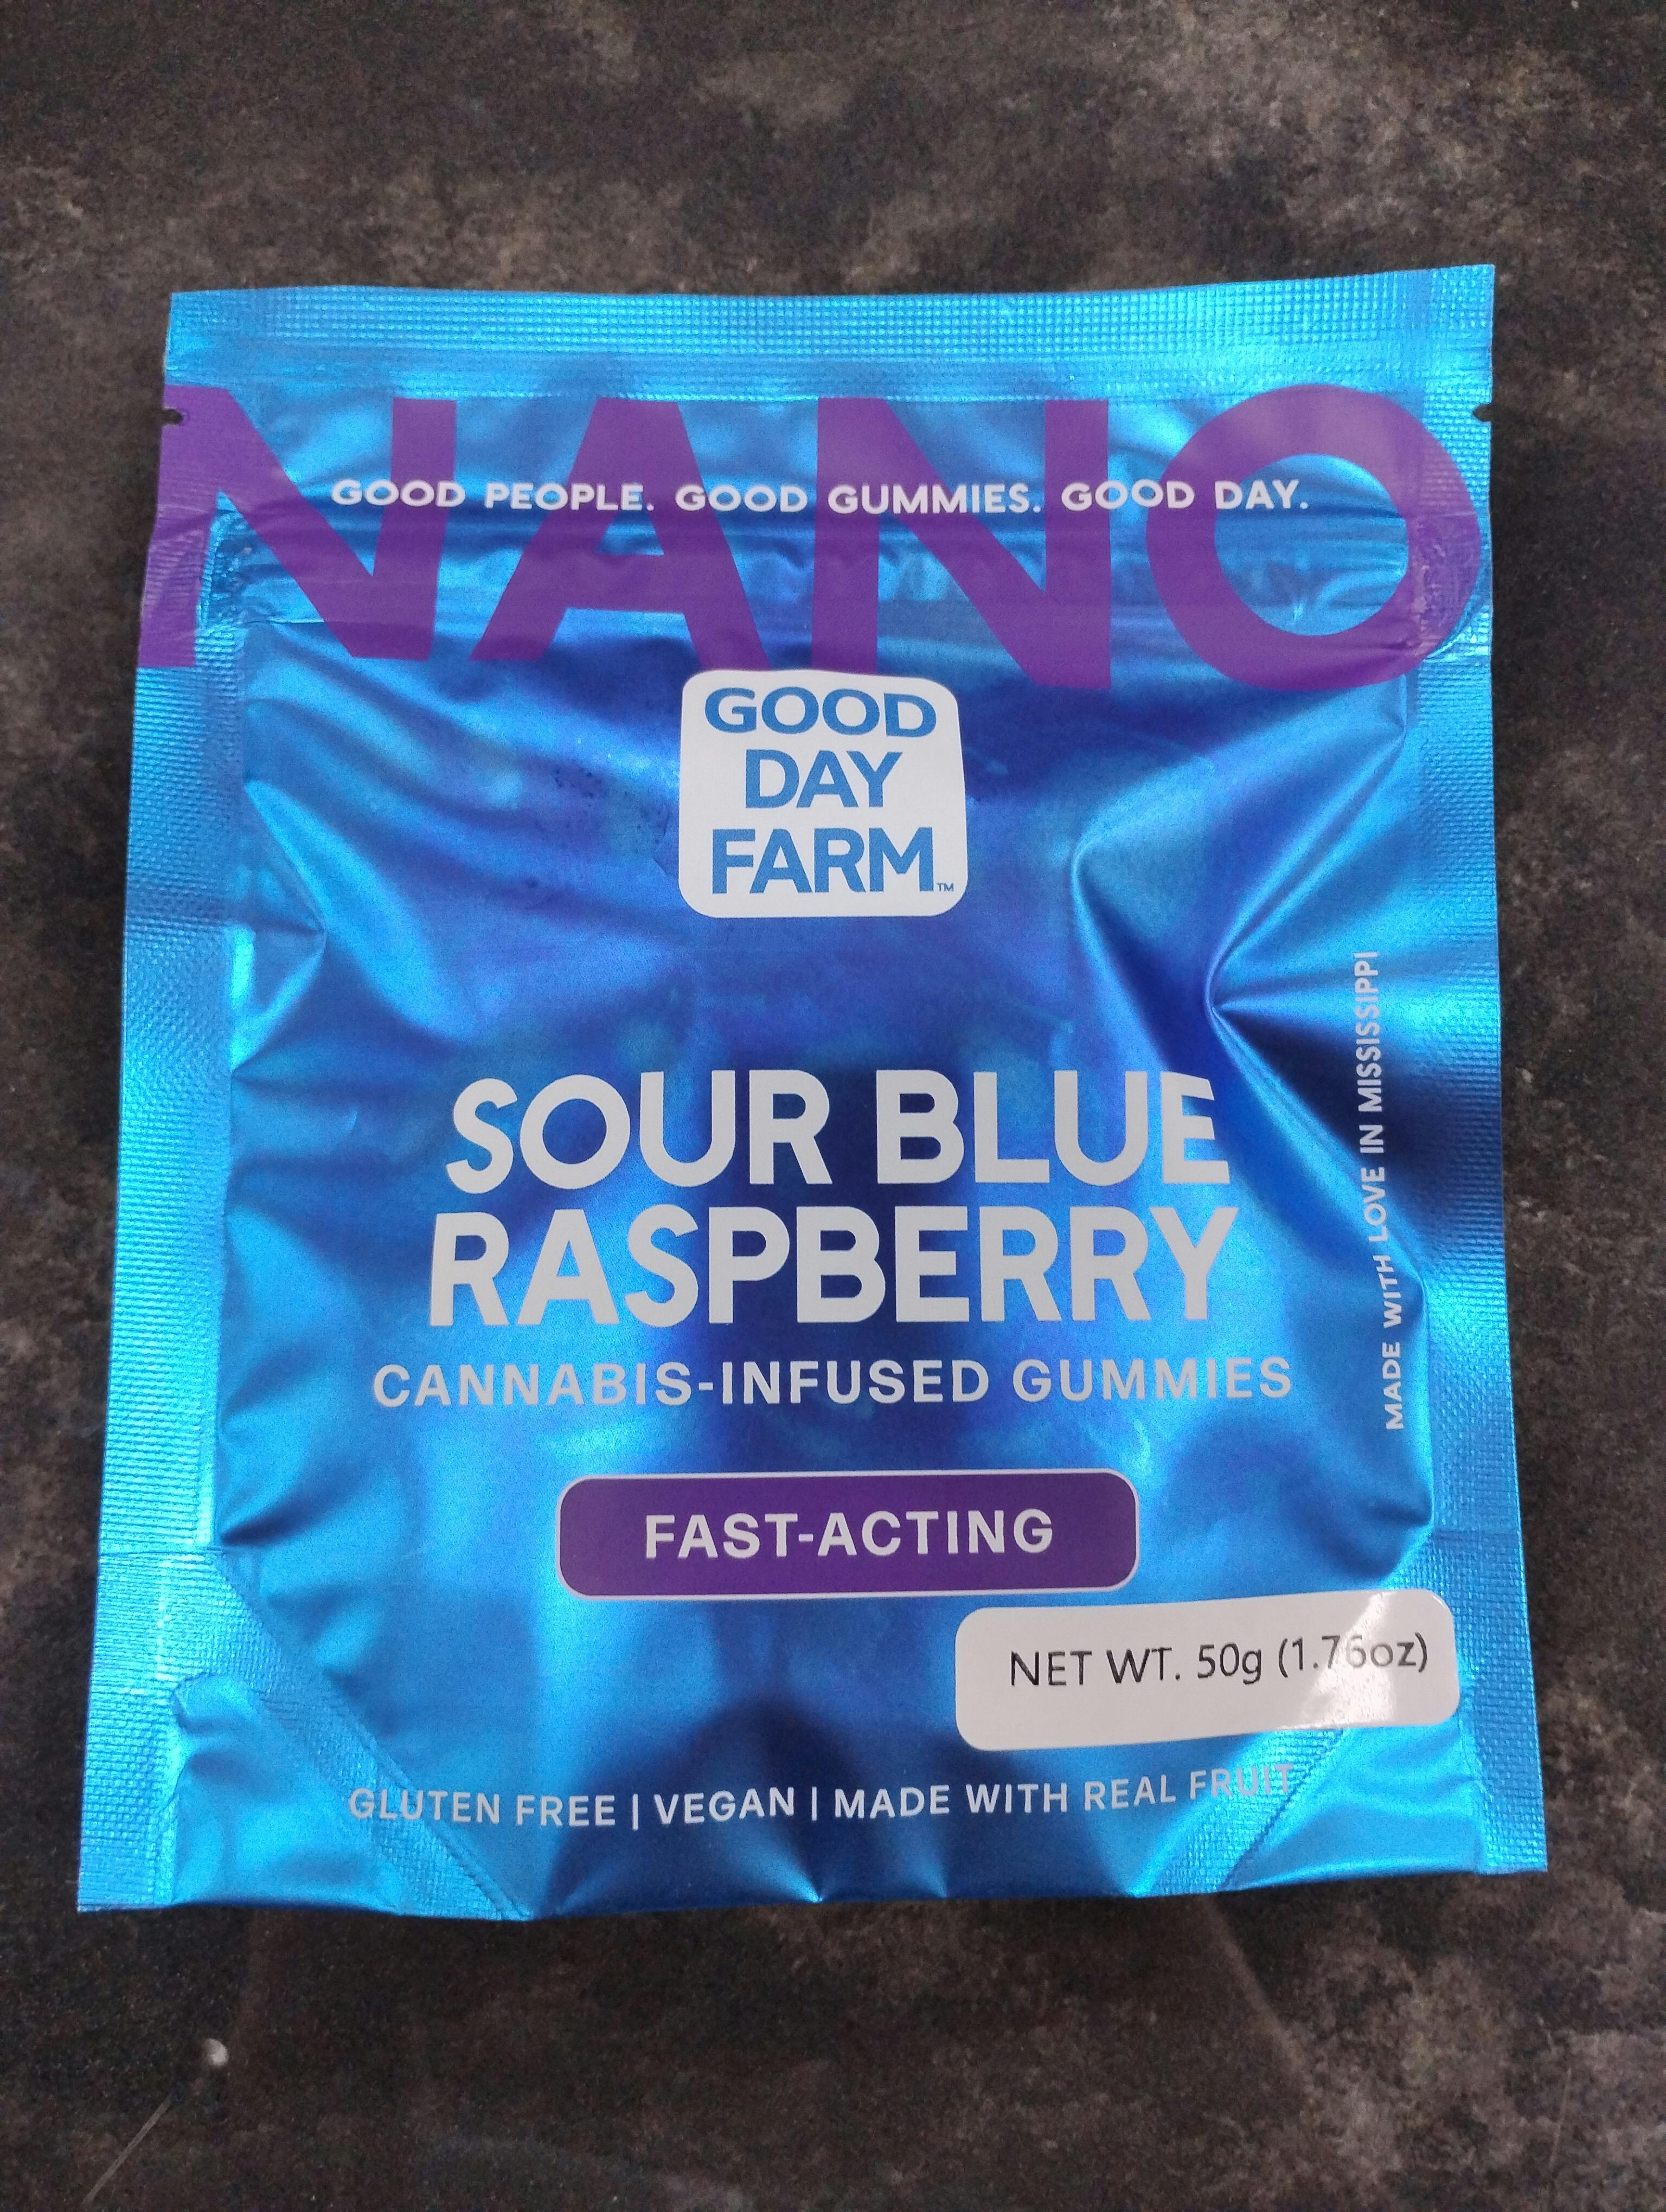 NANO
GOOD PEOPLE. GOOD GUMMIES. GOOD DAY.
GOOD
DAY
FARM™
SOUR BLUE
RASPBERRY
CANNABIS-INFUSED GUMMIES
FAST-ACTING
MADE WITH LOVE IN MISSISSIPPI
NET WT. 50g (1.76oz)
GLUTEN FREE | VEGAN | MADE WITH REAL FRUIT